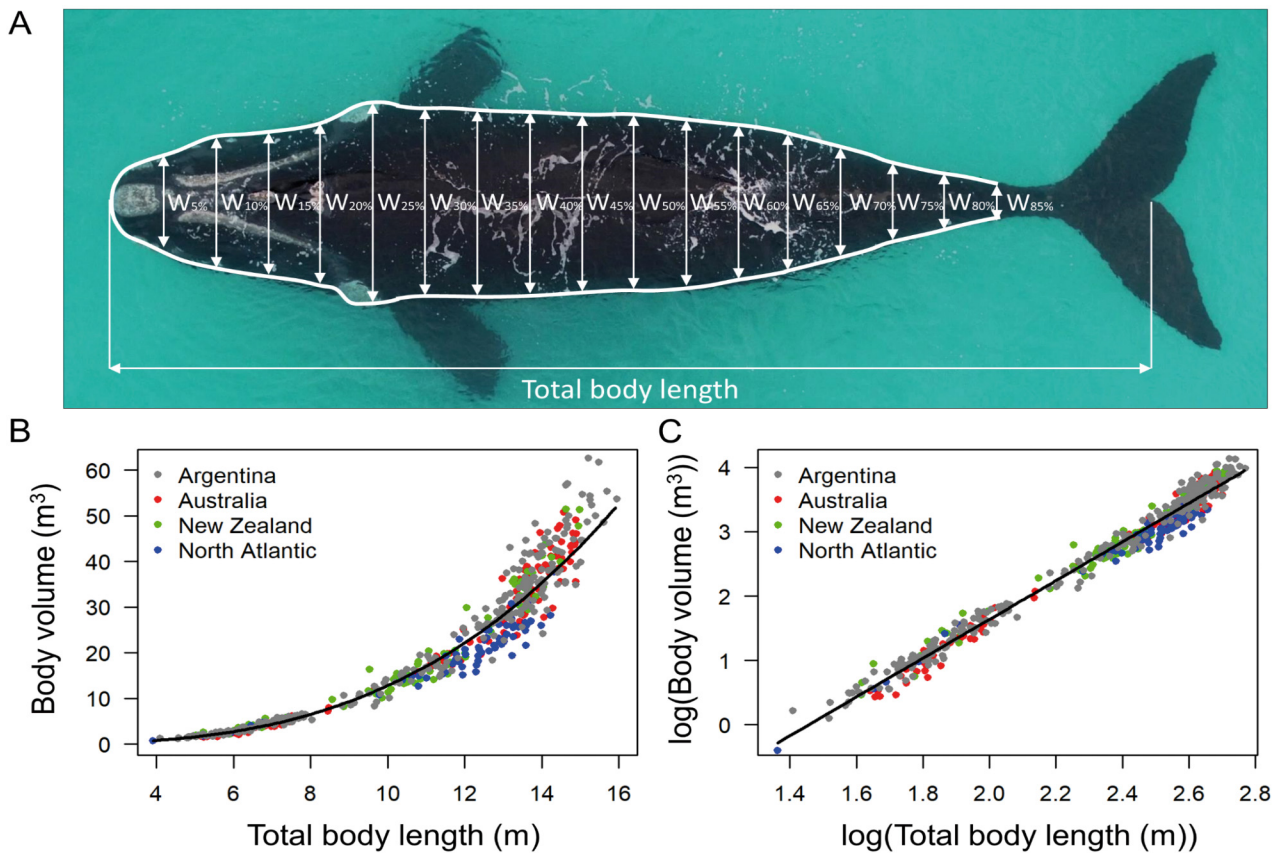 A
W5% W10% W15% W20% W25% W30% W35% W40% W45% W50% W55% W60% W65% W70% W75% W80% W85%
Total body length
B
Body volume (m³)
60
50
40
30
20
10
0
Argentina
Australia
New Zealand
North Atlantic
4 6 8 10 12 14 16
Total body length (m)
C
log(Body volume (m³))
4
3
2
1
0
Argentina
Australia
New Zealand
North Atlantic
1.4 1.6 1.8 2.0 2.2 2.4 2.6 2.8
log(Total body length (m))